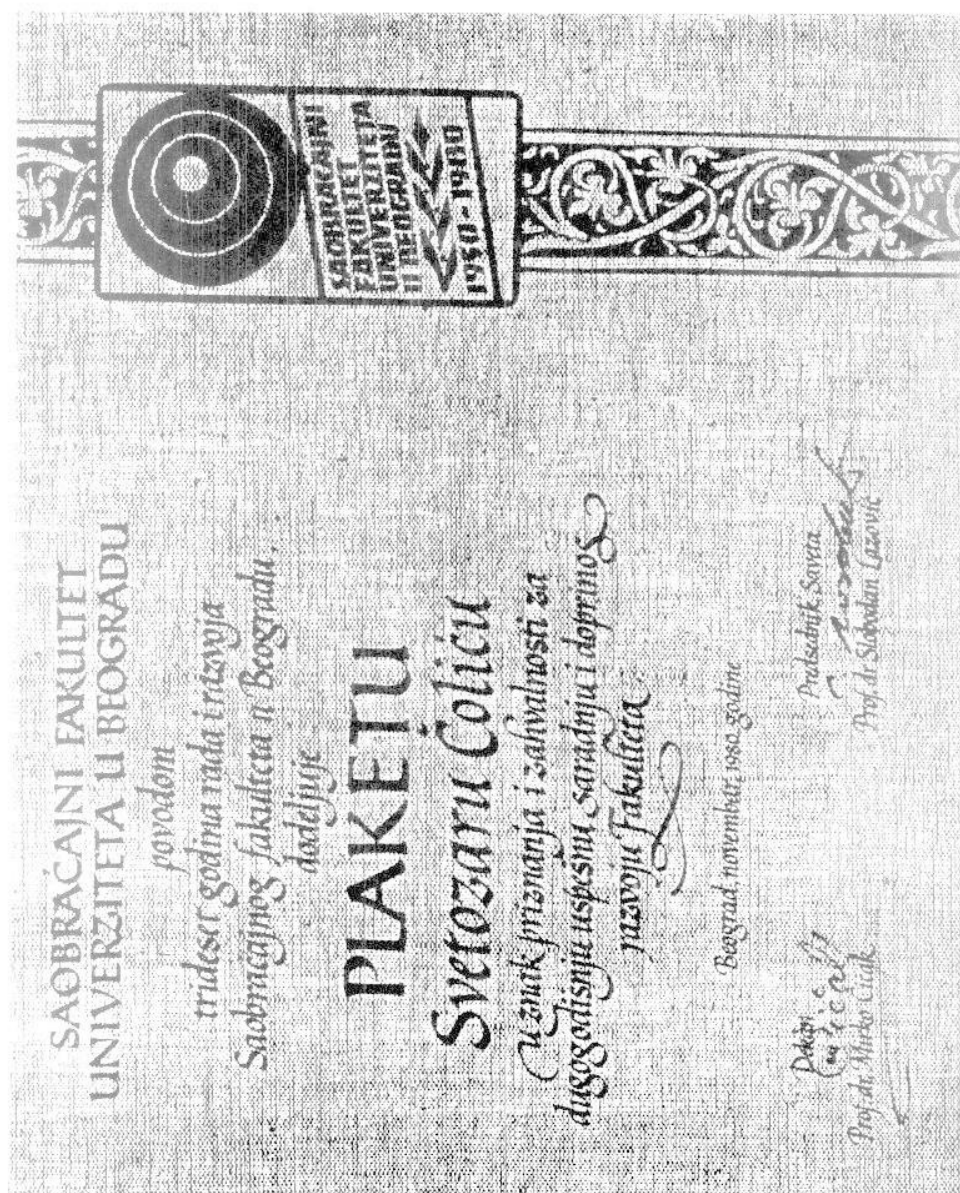 SAOBRAĆAJNI FAKULTET
UNIVERZITETA U BEOGRADU
povodom
trideset godina rada i razvoja
Saobraćajnog fakulteta u Beogradu,
dodeljuje
PLAKETU
Svetozaru Čoliću
u znak priznanja i zahvalnosti za
dugogodišnju uspešnu saradnju i doprinos
razvoju Fakulteta
Beograd, novembar, 1980. godine
Dekan
Prof. dr. Mirko Čičak
Predsednik Saveta
Prof. dr. Slobodan Lazović
SAOBRAĆAJNI
FAKULTET
UNIVERZITETA
U BEOGRADU
1950-1980